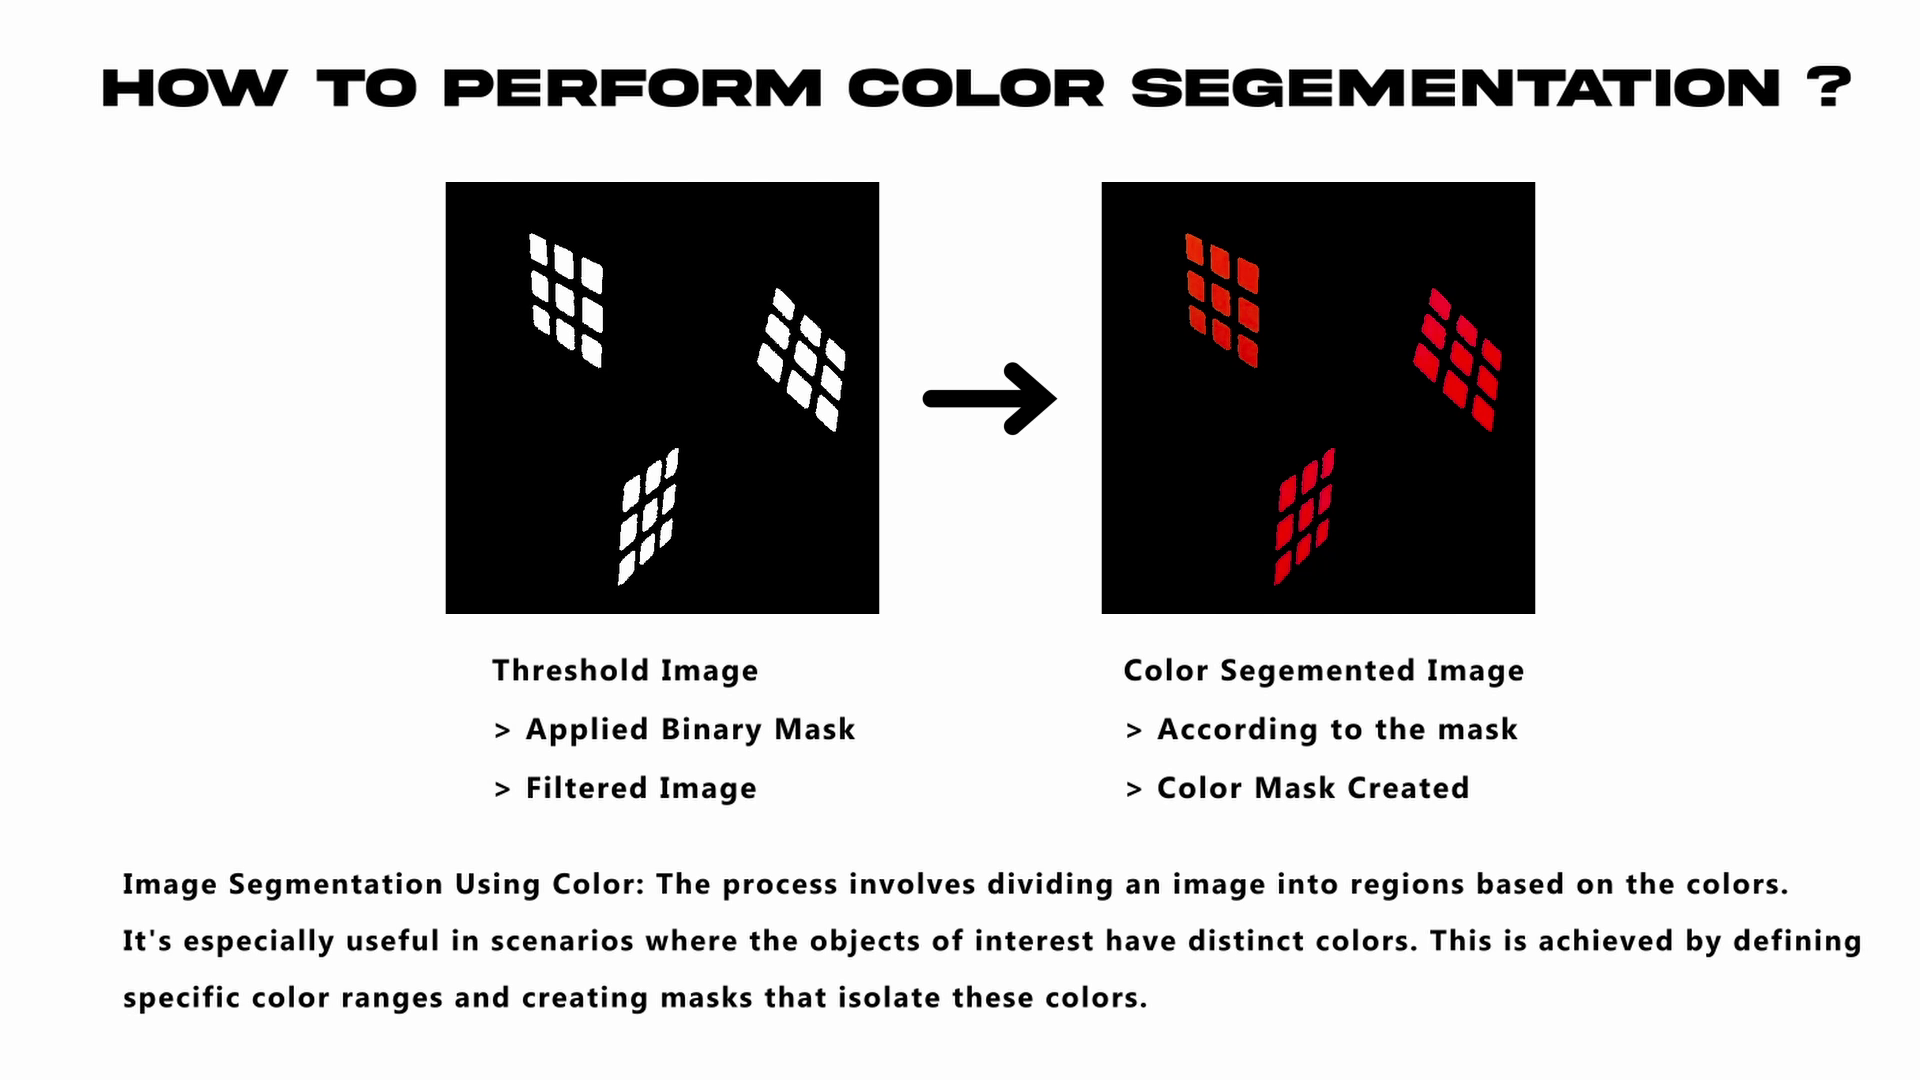 HOW TO PERFORM COLOR SEGEMENTATION ?
Threshold Image
> Applied Binary Mask
> Filtered Image
Color Segemented Image
> According to the mask
> Color Mask Created
Image Segmentation Using Color: The process involves dividing an image into regions based on the colors.
It's especially useful in scenarios where the objects of interest have distinct colors. This is achieved by defining
specific color ranges and creating masks that isolate these colors.